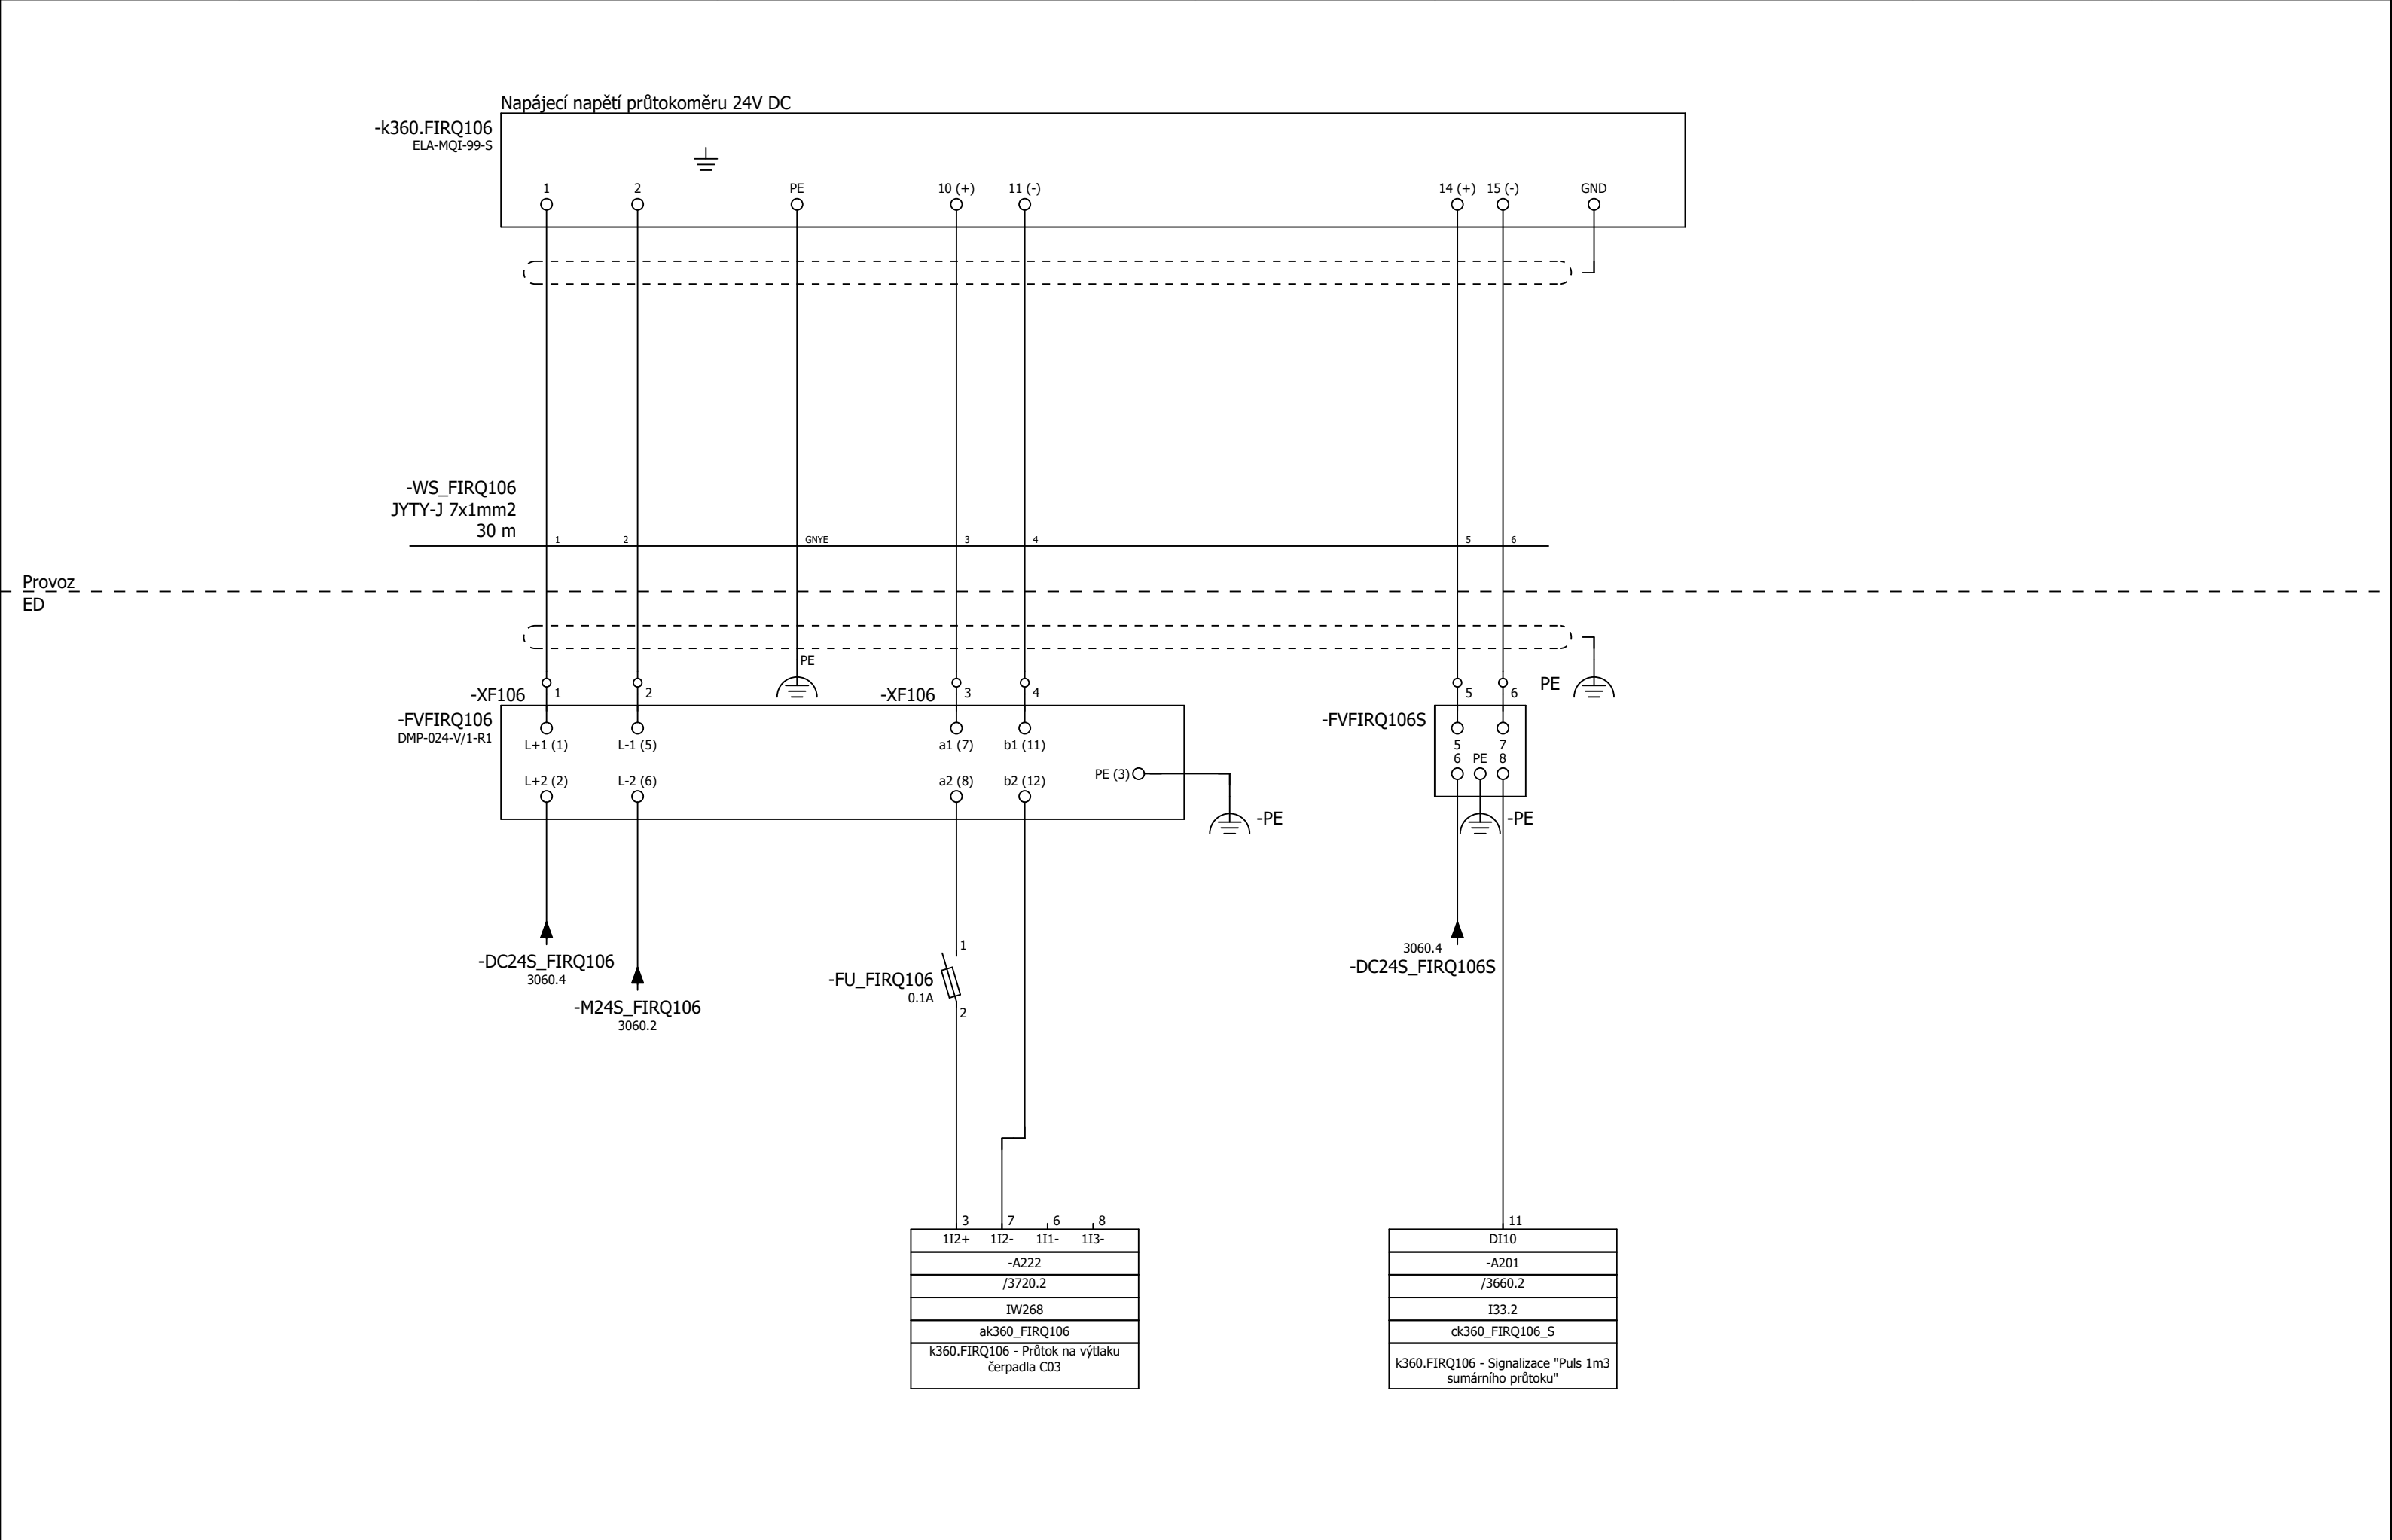 Napájecí napětí průtokoměru 24V DC
-k360.FIRQ106
ELA-MQI-99-S
1 2 PE 10 (+) 11 (-) 14 (+) 15 (-) GND
-WS_FIRQ106
JYTY-J 7x1mm2
30 m
1 2 GNYE 3 4 5 6
Provoz
ED
PE
-XF106 1 2 -XF106 3 4 5 6 PE
-FVFIRQ106 -FVFIRQ106S
DMP-024-V/1-R1
L+1 (1) L-1 (5) a1 (7) b1 (11) 5 7
6 PE 8
PE (3)
L+2 (2) L-2 (6) a2 (8) b2 (12)
-PE -PE
1
3060.4
-DC24S_FIRQ106 -DC24S_FIRQ106S
3060.4
-FU_FIRQ106
0.1A
-M24S_FIRQ106 2
3060.2
3 7 6 8 11
1I2+ 1I2- 1I1- 1I3- DI10
-A222 -A201
/3720.2 /3660.2
IW268 I33.2
ak360_FIRQ106 ck360_FIRQ106_S
k360.FIRQ106 - Průtok na výtlaku
čerpadla C03
k360.FIRQ106 - Signalizace "Puls 1m3
sumárního průtoku"